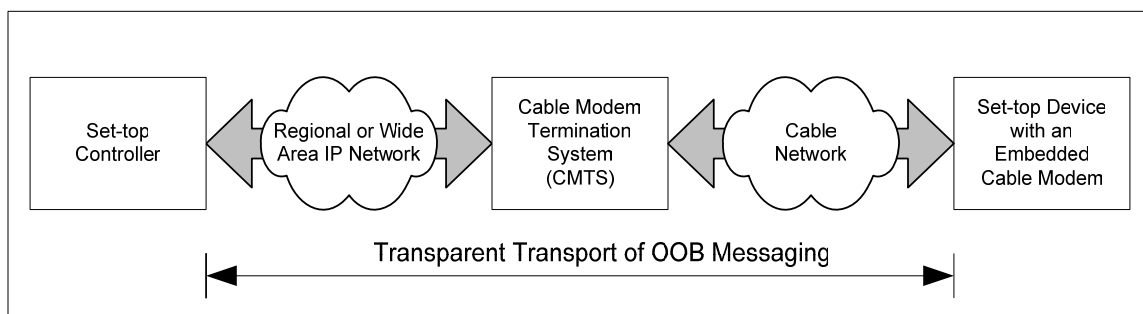 Set-top
Controller
Regional or Wide
Area IP Network
Cable Modem
Termination
System
(CMTS)
Cable
Network
Set-top Device
with an
Embedded
Cable Modem
Transparent Transport of OOB Messaging